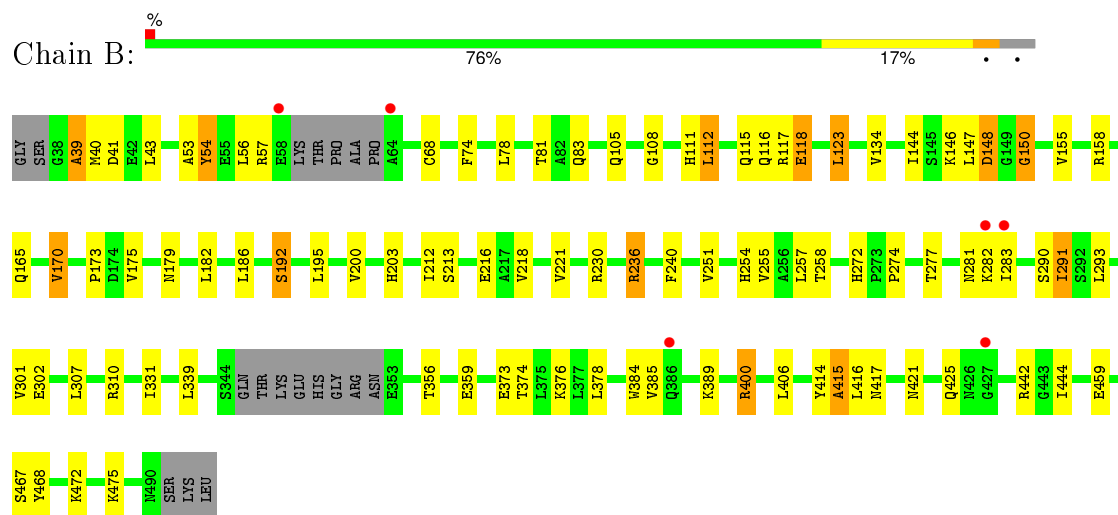 %
Chain B:
76% 17% • •
GLY SER G38 A39 M40 D41 E42 L43 A53 Y54 E55 L56 R57 E58 LYS THR PRO ALA PRO A64 C68 F74 L78 T81 A82 Q83 Q105 G108 H111 L112 Q115 Q116 R117 E118 L123 V134 I144 S145 K146 L147 D148 G149 G150 V155 R158
Q165 V170 P173 D174 V175 N179 L182 L186 S192 L195 V200 H203 I212 S213 E216 A217 V218 V221 R230 R236 F240 V251 H254 V255 A256 L257 T258 H272 P273 P274 T277 N281 K282 I283 S290 I291 S292 L293
V301 E302 L307 R310 I331 L339 S344 GLN THR LYS GLU HIS GLY ARG ASN E353 T356 E359 E373 T374 L375 K376 L377 L378 W384 V385 Q386 K389 R400 L406 Y414 A415 L416 N417 N421 Q425 N426 G427 R442 G443 I444 E459
S467 Y468 K472 K475 N490 SER LYS LEU